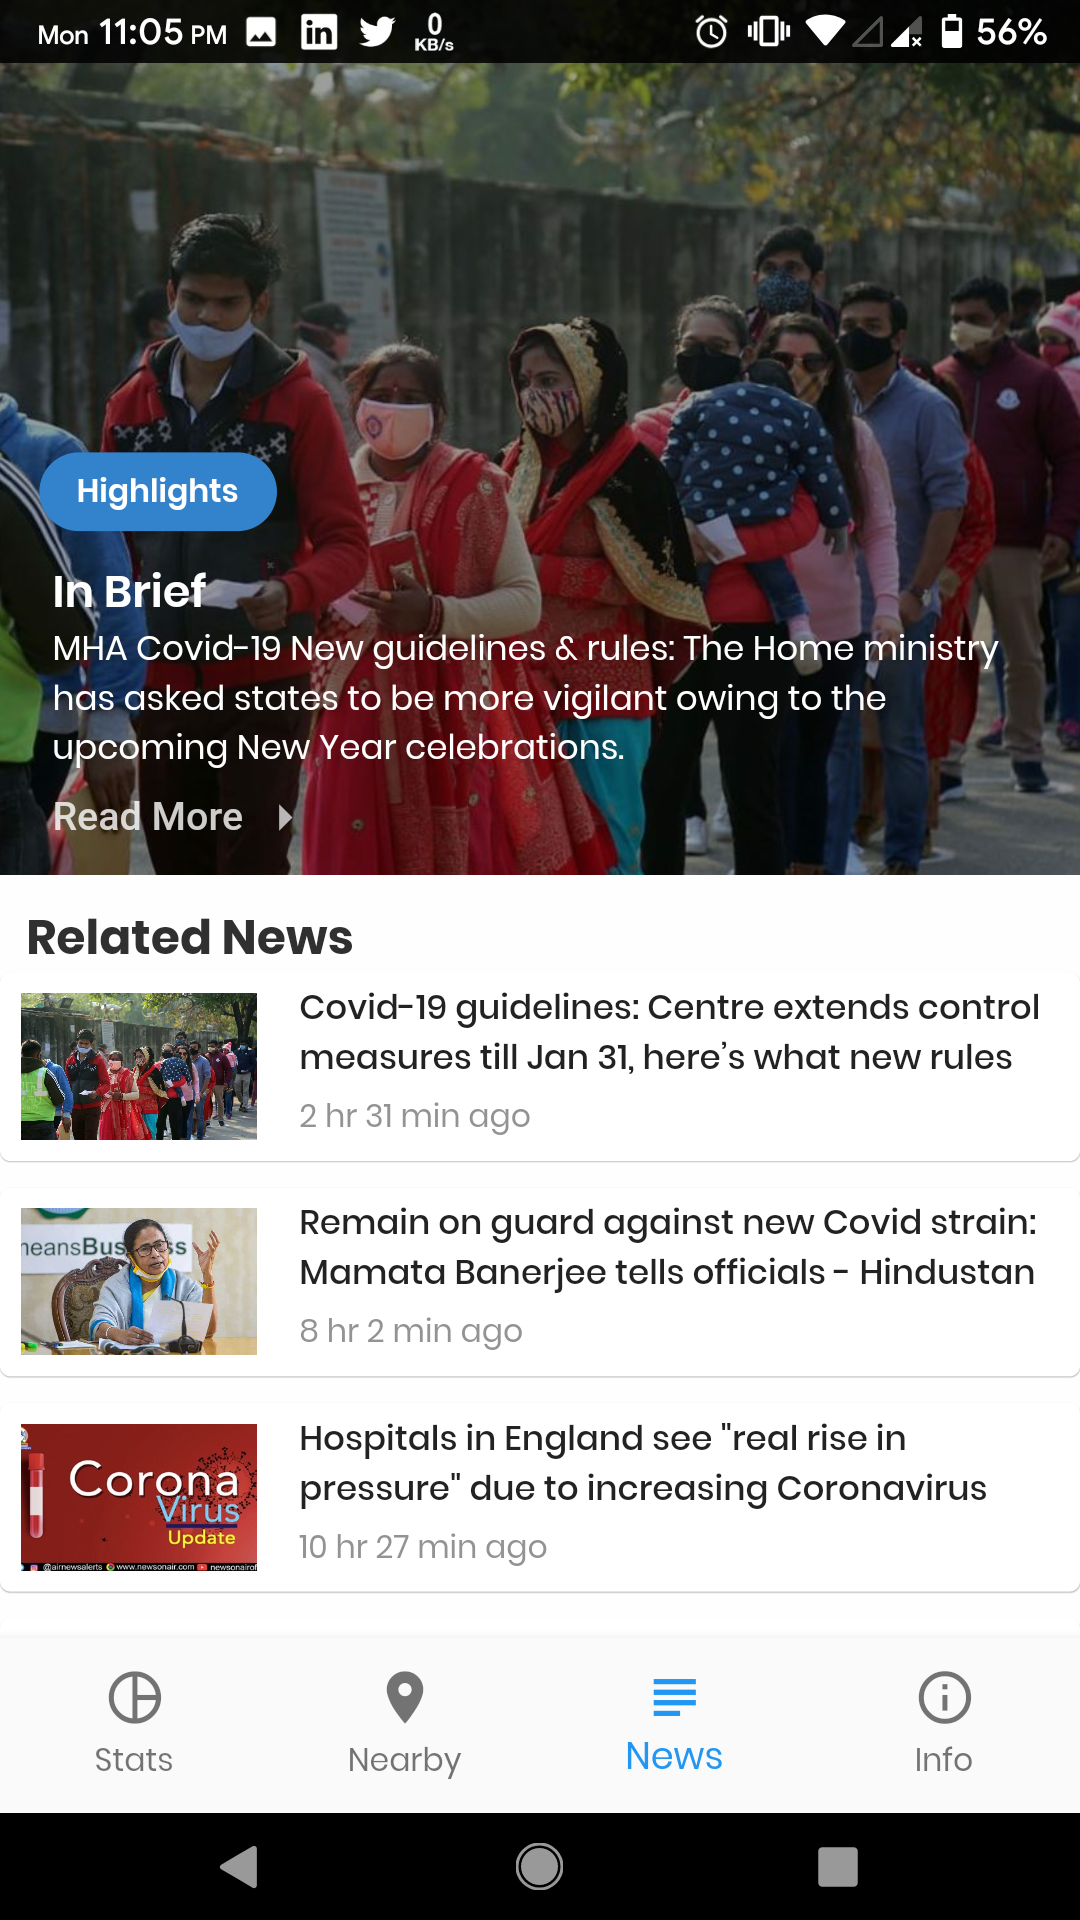 Mon 11:05 PM
0
KB/s
56%
Highlights
In Brief
MHA Covid-19 New guidelines & rules: The Home ministry
has asked states to be more vigilant owing to the
upcoming New Year celebrations.
Read More
Related News
Covid-19 guidelines: Centre extends control
measures till Jan 31, here's what new rules
2 hr 31 min ago
Remain on guard against new Covid strain:
Mamata Banerjee tells officials - Hindustan
8 hr 2 min ago
means Business
Hospitals in England see "real rise in
pressure" due to increasing Coronavirus
10 hr 27 min ago
Corona
Virus
Update
@airnewsalerts www.newsonair.com
Stats
Nearby
News
Info